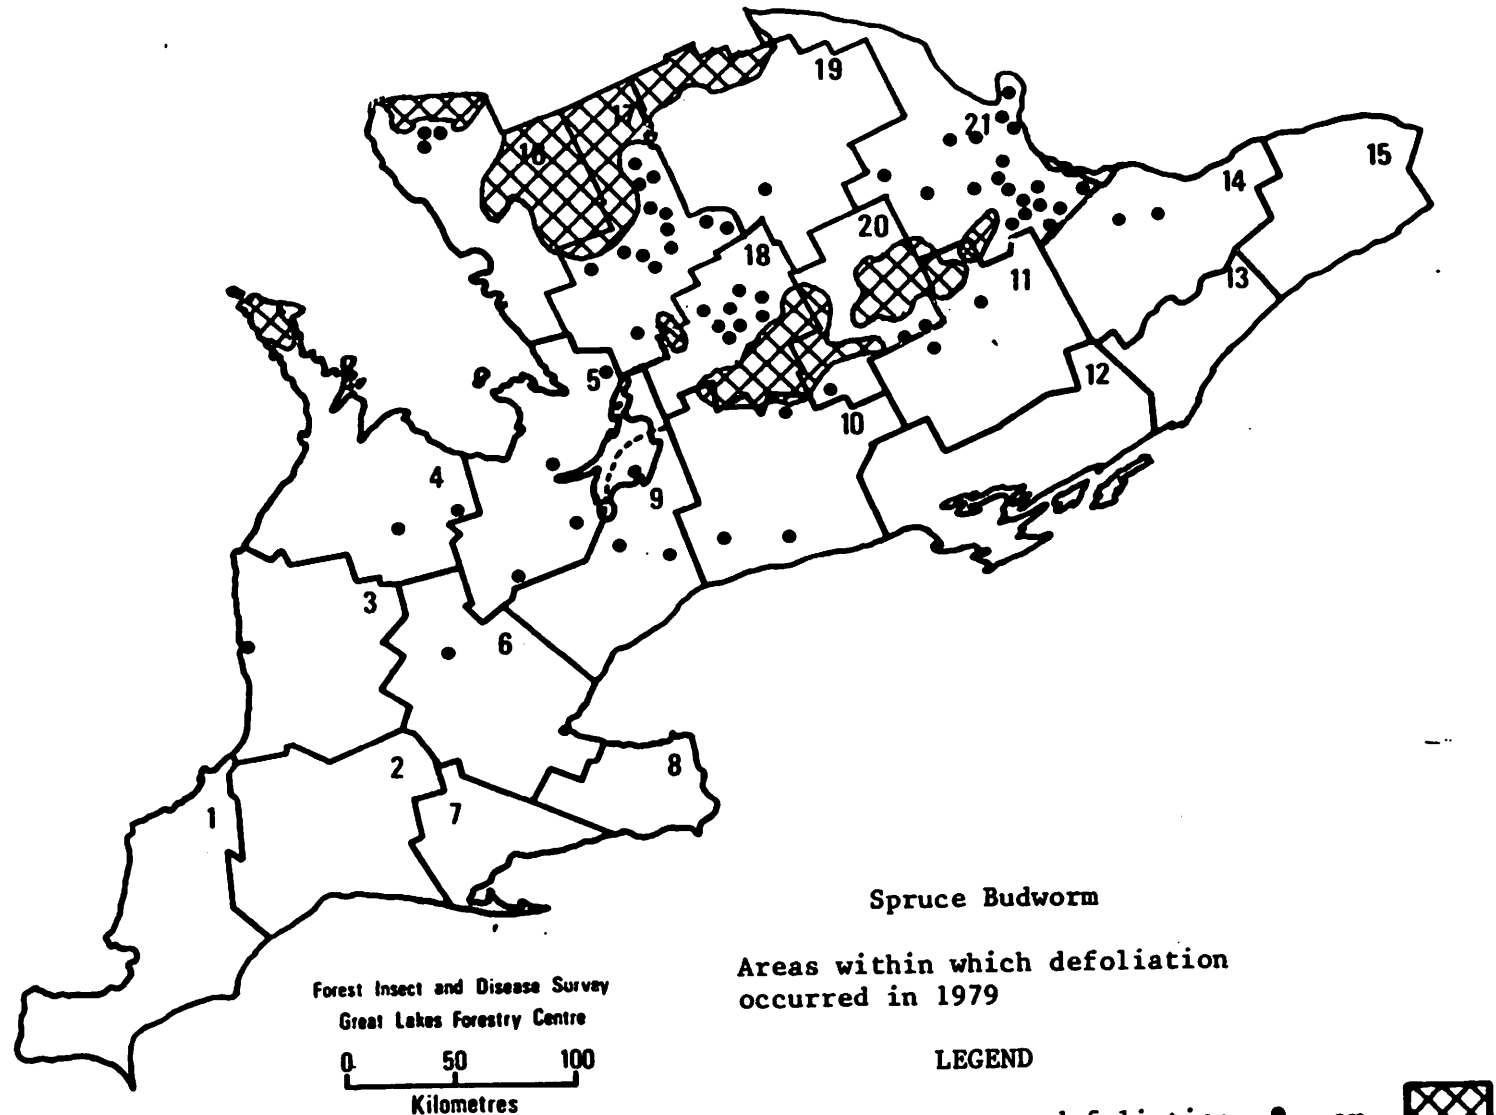 19
17
21
16
15
14
20
18
11
13
5
12
10
4
9
3
6
2
8
1
7
Spruce Budworm
Areas within which defoliation
occurred in 1979
Forest Insect and Disease Survey
Great Lakes Forestry Centre
0 50 100
Kilometres
LEGEND
defoliation or